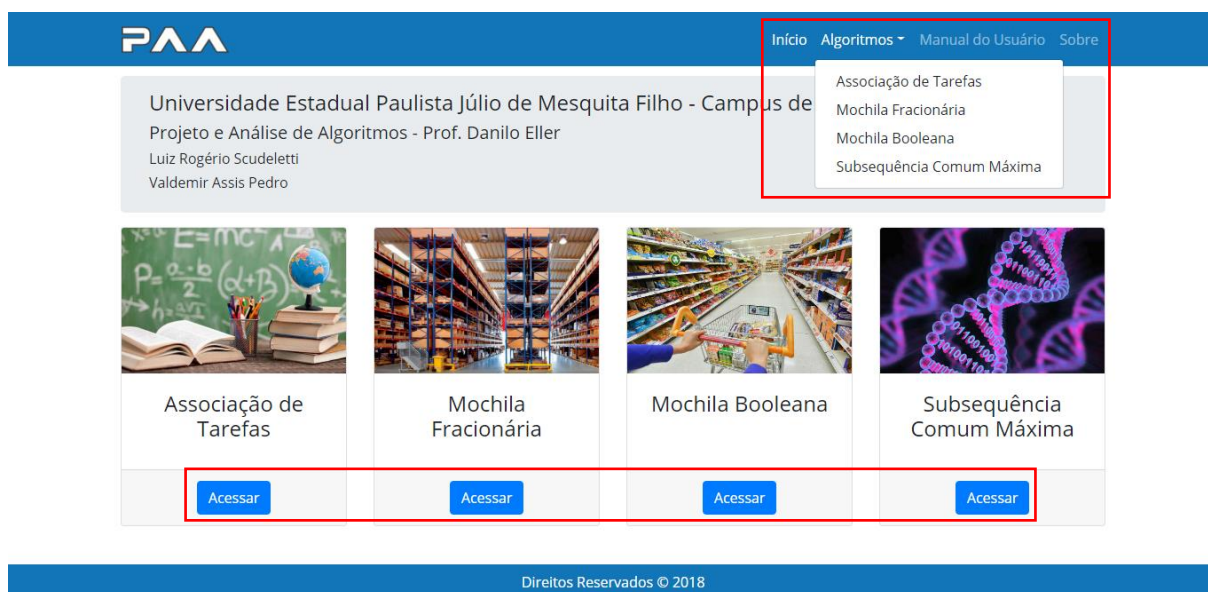 PAA
Início Algoritmos Manual do Usuário Sobre
Associação de Tarefas
Mochila Fracionária
Mochila Booleana
Subsequência Comum Máxima
Universidade Estadual Paulista Júlio de Mesquita Filho - Campus de
Projeto e Análise de Algoritmos - Prof. Danilo Eller
Luiz Rogério Scudeletti
Valdemir Assis Pedro
Associação de
Tarefas
Mochila
Fracionária
Mochila Booleana
Subsequência
Comum Máxima
Acessar
Acessar
Acessar
Acessar
Direitos Reservados © 2018